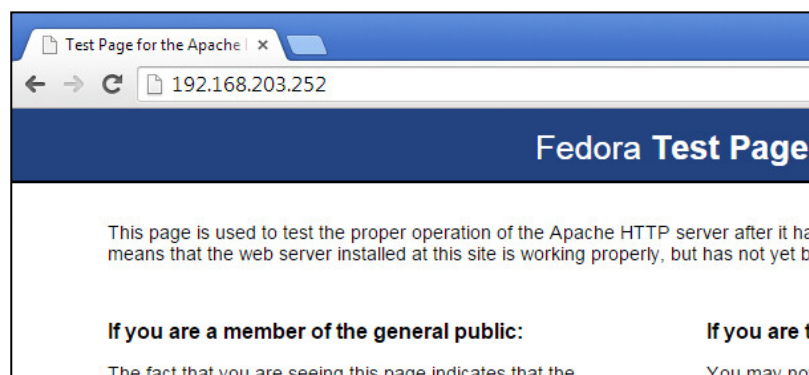 Test Page for the Apache
192.168.203.252
Fedora Test Page
This page is used to test the proper operation of the Apache HTTP server after it
means that the web server installed at this site is working properly, but has not yet
If you are a member of the general public:
If you are
The fact that you are seeing this page indicates that the
You may